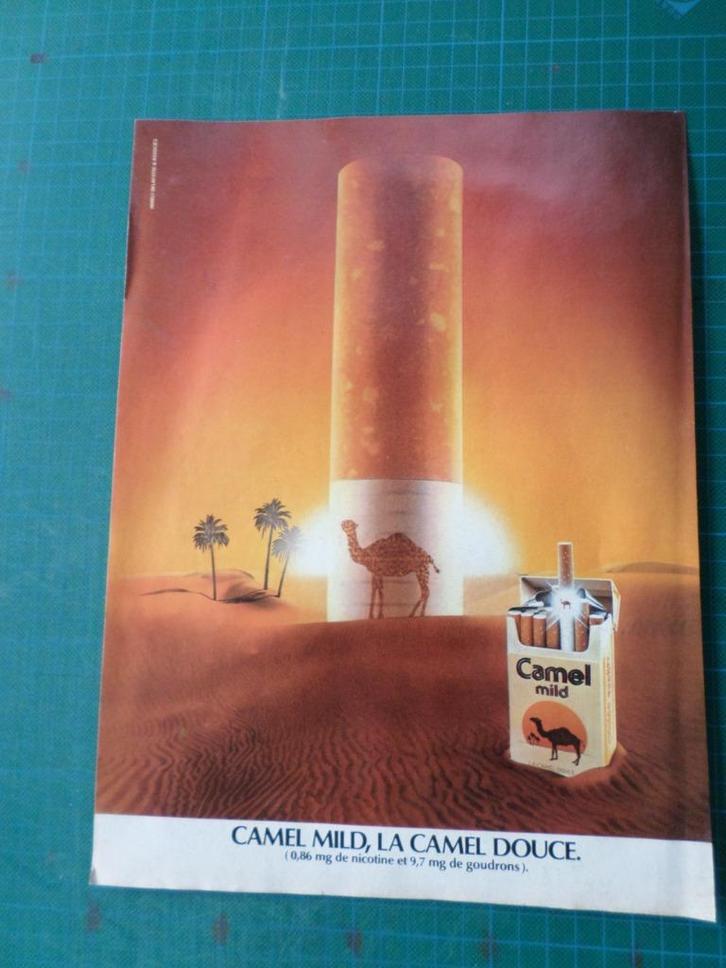 Camel
mild
CAMEL MILD, LA CAMEL DOUCE.
( 0,86 mg de nicotine et 9,7 mg de goudrons ).